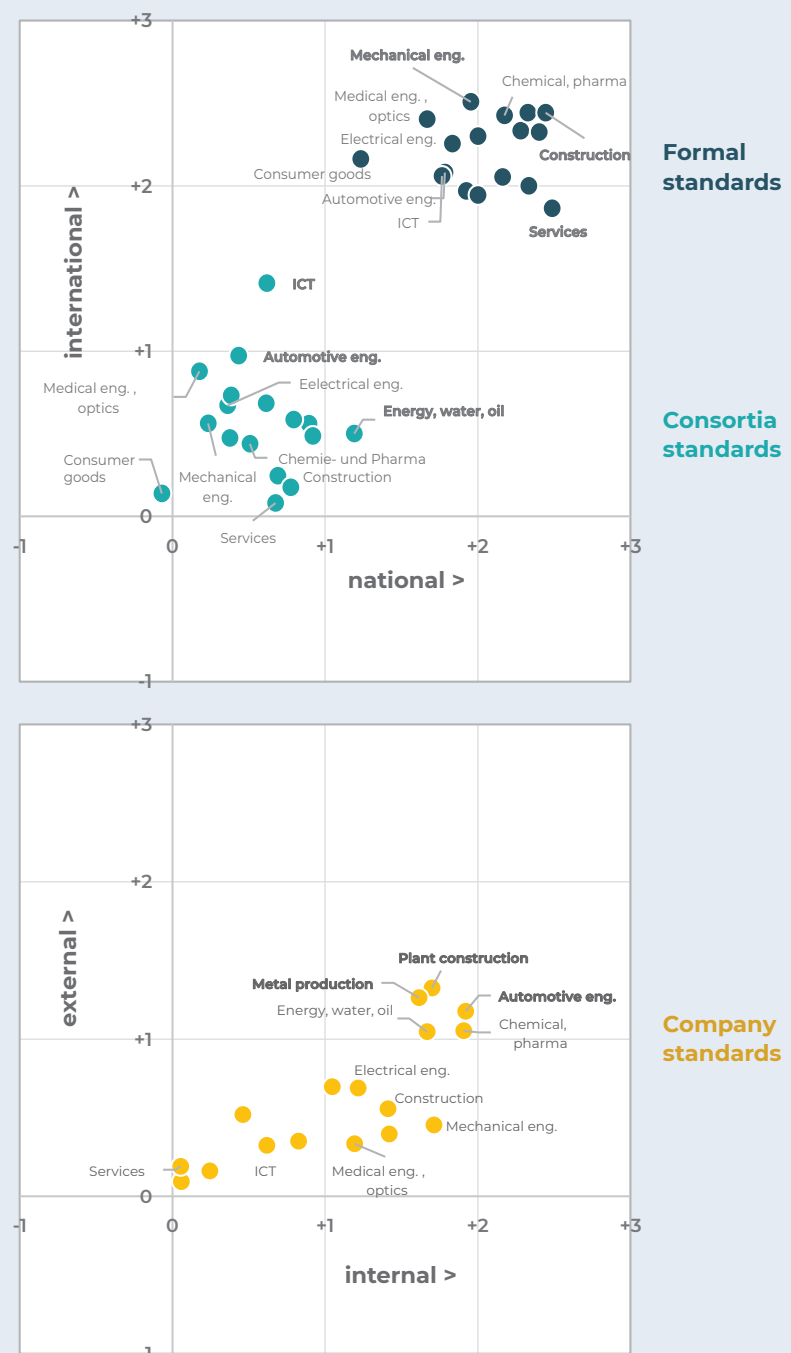 +3
Mechanical eng.
Chemical, pharma
Medical eng. ,
optics
Electrical eng.
Construction
Formal
standards
Consumer goods
+2
Automotive eng.
ICT
Services
international >
ICT
+1
Automotive eng.
Eelectrical eng.
Medical eng. ,
optics
Energy, water, oil
Consortia
standards
Chemie- und Pharma
Consumer
goods
Mechanical
eng.
Construction
0
Services
-1
0
+1
+2
+3
national >
-1
+3
+2
external >
Plant construction
Metal production
Automotive eng.
Energy, water, oil
Chemical,
pharma
Company
standards
+1
Electrical eng.
Construction
Mechanical eng.
Services
ICT
Medical eng. ,
optics
0
-1
0
+1
+2
+3
internal >
-1